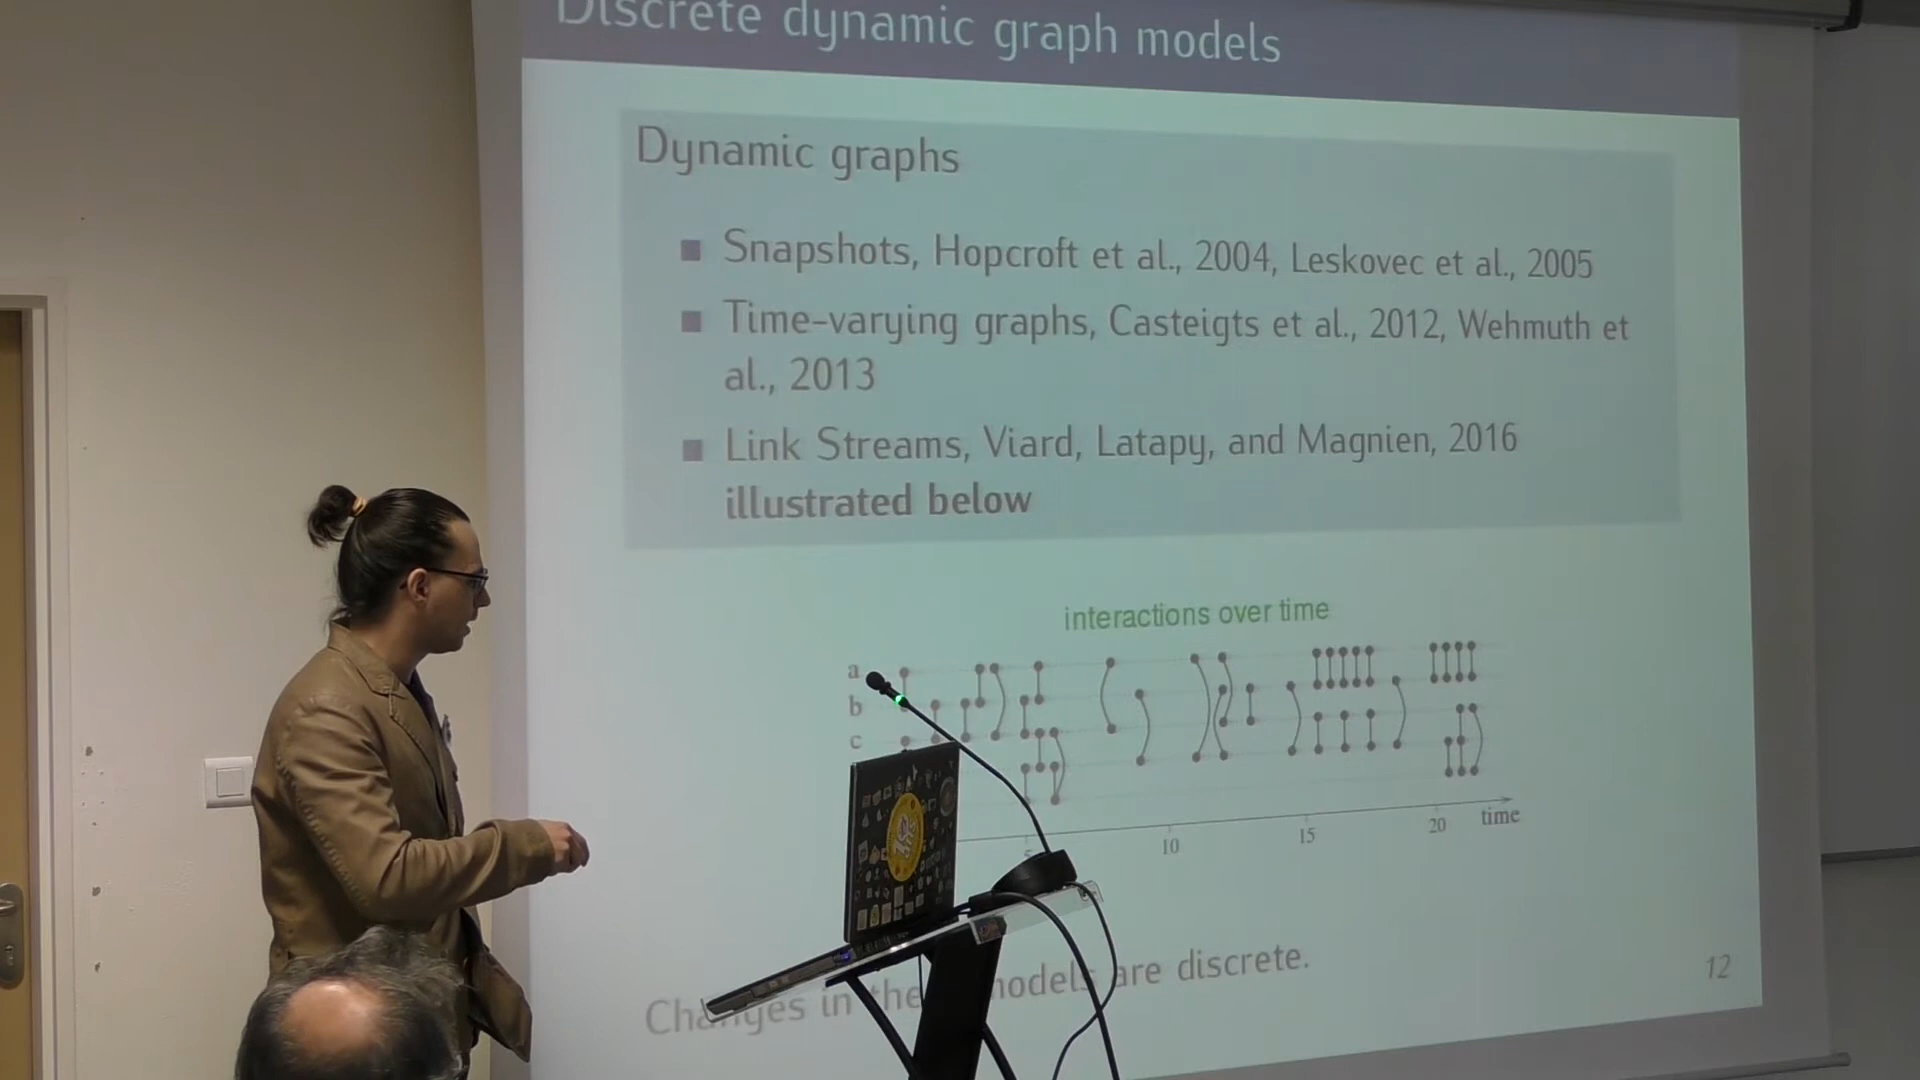 Discrete dynamic graph models
Dynamic graphs
■ Snapshots, Hopcroft et al., 2004, Leskovec et al., 2005
■ Time-varying graphs, Casteigts et al., 2012, Wehmuth et
al., 2013
■ Link Streams, Viard, Latapy, and Magnien, 2016
illustrated below
interactions over time
a
b
c
10 15 20 time
Changes in models are discrete.
12